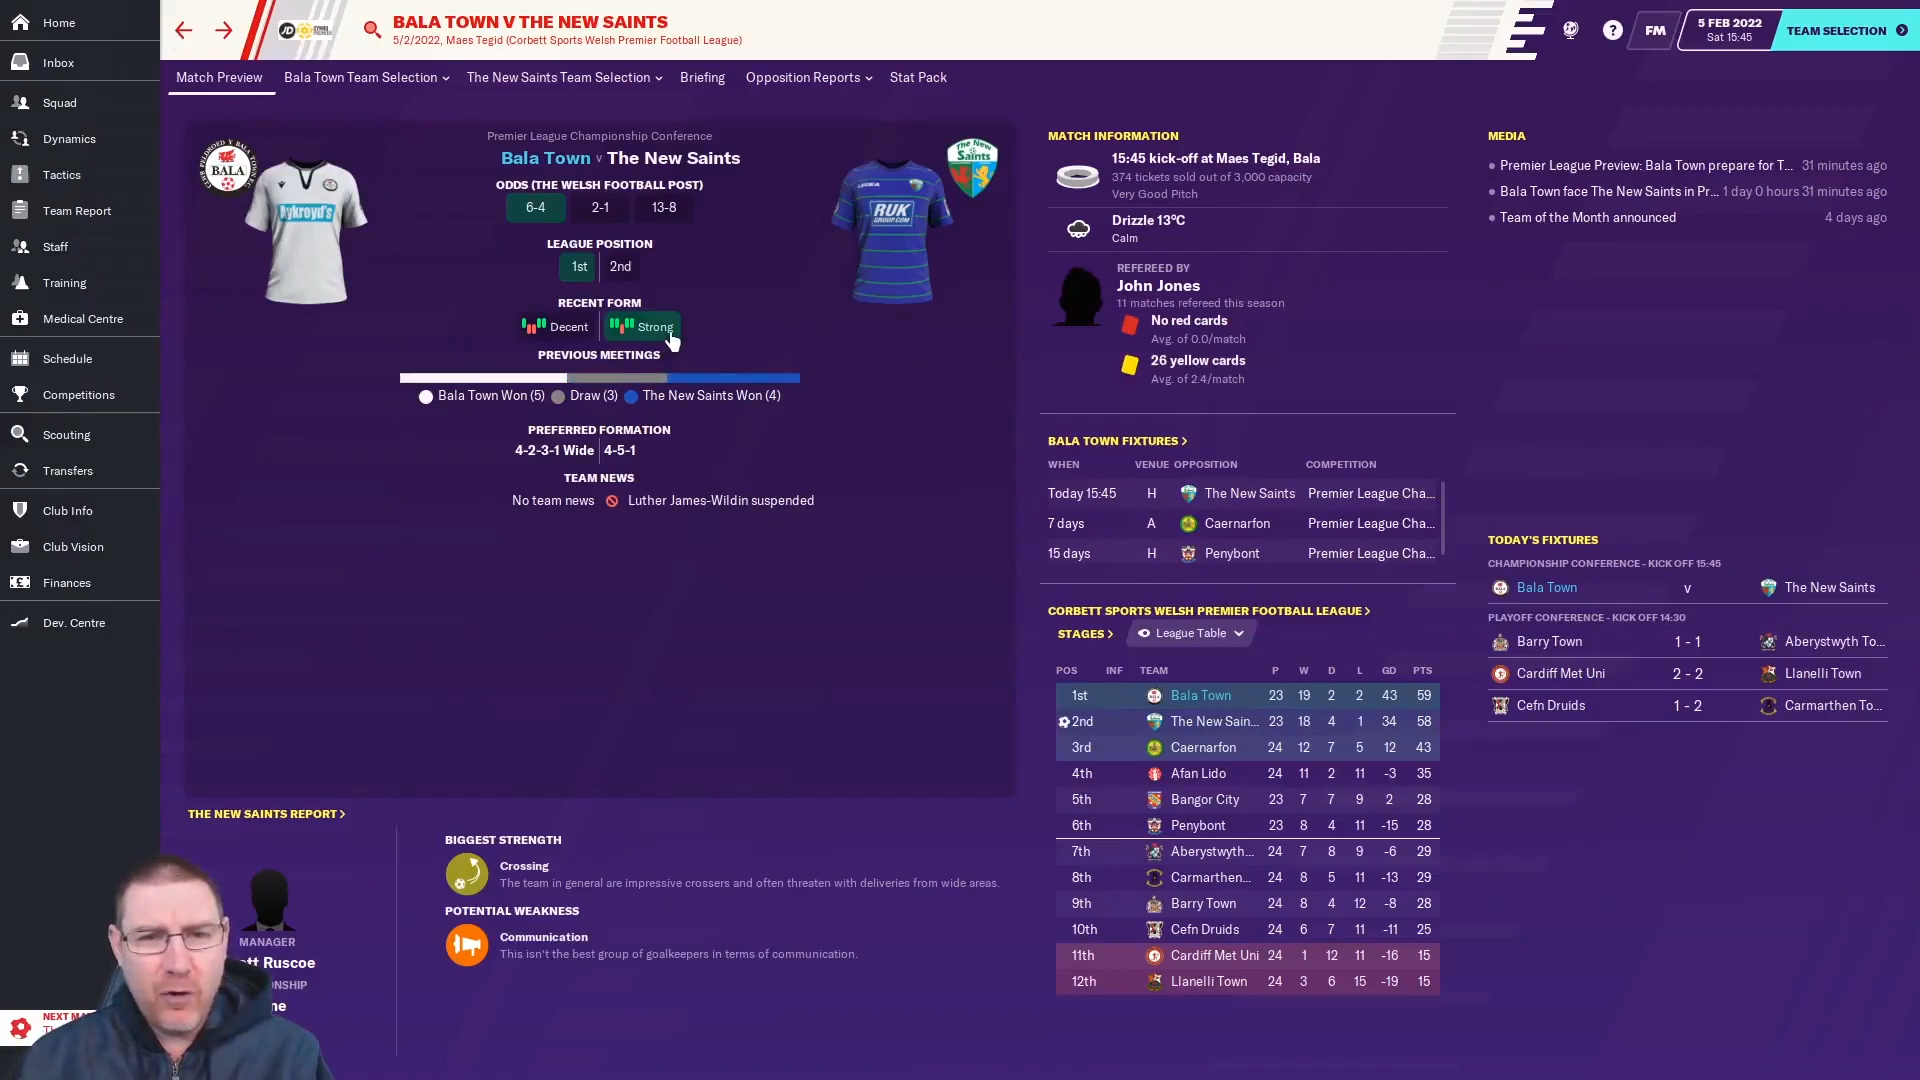 Home
Inbox
Squad
Dynamics
Tactics
Team Report
Staff
Training
Medical Centre
Schedule
Competitions
Scouting
Transfers
Club Info
Club Vision
Finances
Dev. Centre
BALA TOWN V THE NEW SAINTS
5/2/2022, Maes Tegid (Corbett Sports Welsh Premier Football League)
?
FM
5 FEB 2022
Sat 15:45
TEAM SELECTION
Match Preview
Bala Town Team Selection
The New Saints Team Selection
Briefing
Opposition Reports
Stat Pack
Premier League Championship Conference
Bala Town v The New Saints
ODDS (THE WELSH FOOTBALL POST)
6-4 2-1 13-8
LEAGUE POSITION
1st 2nd
RECENT FORM
Decent Strong
PREVIOUS MEETINGS
Bala Town Won (5) Draw (3) The New Saints Won (4)
PREFERRED FORMATION
4-2-3-1 Wide 4-5-1
TEAM NEWS
No team news Luther James-Wildin suspended
BALA
Aykroyd's
The New Saints
RUK
GROUP.COM
THE NEW SAINTS REPORT >
MANAGER
tt Ruscoe
ONSHIP
ne
NEXT MA
BIGGEST STRENGTH
Crossing
The team in general are impressive crossers and often threaten with deliveries from wide areas.
POTENTIAL WEAKNESS
Communication
This isn't the best group of goalkeepers in terms of communication.
MATCH INFORMATION
15:45 kick-off at Maes Tegid, Bala
374 tickets sold out of 3,000 capacity
Very Good Pitch
Drizzle 13°C
Calm
REFEREED BY
John Jones
11 matches refereed this season
No red cards
Avg. of 0.0/match
26 yellow cards
Avg. of 2.4/match
BALA TOWN FIXTURES >
WHEN VENUE OPPOSITION COMPETITION
Today 15:45 H The New Saints Premier League Cha...
7 days A Caernarfon Premier League Cha...
15 days H Penybont Premier League Cha...
CORBETT SPORTS WELSH PREMIER FOOTBALL LEAGUE >
STAGES > League Table
POS INF TEAM P W D L GD PTS
1st Bala Town 23 19 2 2 43 59
2nd The New Sain... 23 18 4 1 34 58
3rd Caernarfon 24 12 7 5 12 43
4th Afan Lido 24 11 2 11 -3 35
5th Bangor City 23 7 7 9 2 28
6th Penybont 23 8 4 11 -15 28
7th Aberystwyth... 24 7 8 9 -6 29
8th Carmarthen... 24 8 5 11 -13 29
9th Barry Town 24 8 4 12 -8 28
10th Cefn Druids 24 6 7 11 -11 25
11th Cardiff Met Uni 24 1 12 11 -16 15
12th Llanelli Town 24 3 6 15 -19 15
MEDIA
Premier League Preview: Bala Town prepare for T... 31 minutes ago
Bala Town face The New Saints in Pr... 1 day 0 hours 31 minutes ago
Team of the Month announced 4 days ago
TODAY'S FIXTURES
CHAMPIONSHIP CONFERENCE - KICK OFF 15:45
Bala Town v The New Saints
PLAYOFF CONFERENCE - KICK OFF 14:30
Barry Town 1 - 1 Aberystwyth To...
Cardiff Met Uni 2 - 2 Llanelli Town
Cefn Druids 1 - 2 Carmarthen To...